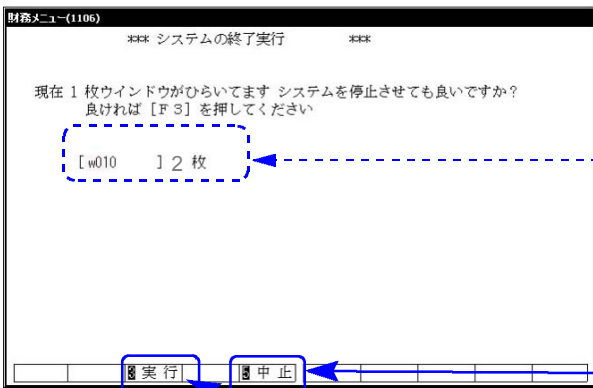 財務メニュー(1106)
*** システムの終了実行 ***
現在 1 枚ウインドウがひらいてます システムを停止させても良いですか？
良ければ [F3] を押してください
[w010 ] 2 枚
3 実 行 5 中 止